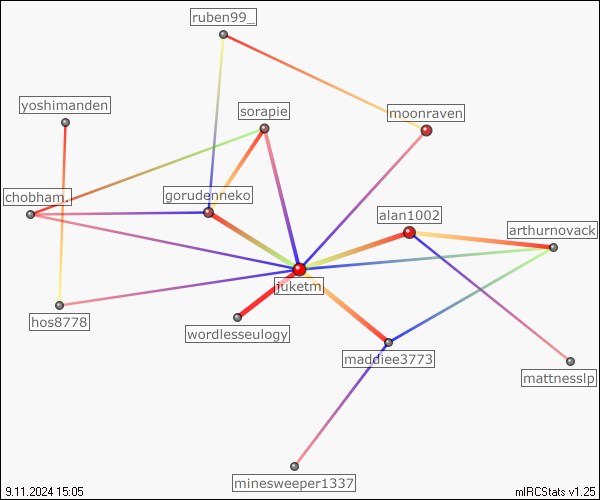 ruben99_
yoshimanden
sorapie
moonraven
chobham.
gorudenneko
alan1002
arthurnovack
juketm
hos8778
wordlesseulogy
maddiee3773
mattnesslp
minesweeper1337
9.11.2024 15:05
mIRCStats v1.25